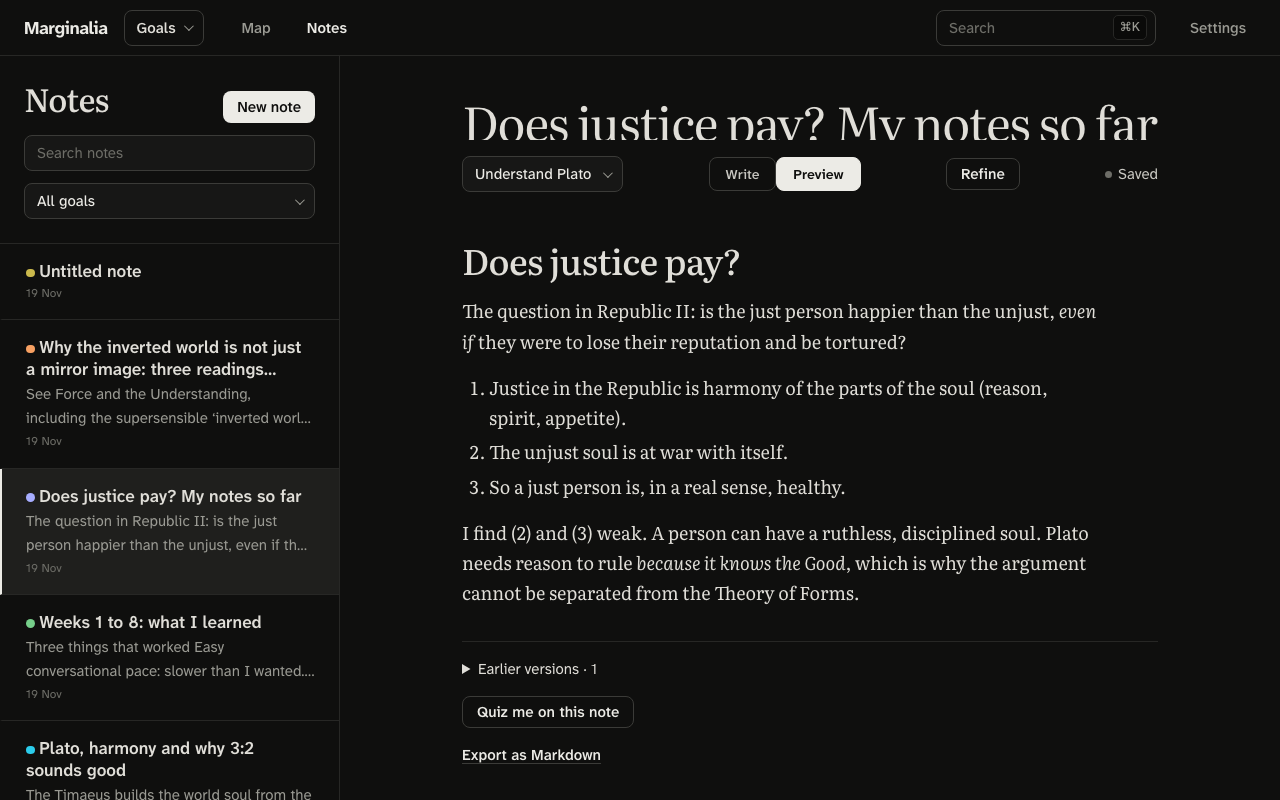 Marginalia
Goals
Map
Notes
Search
⌘K
Settings
Notes
New note
Search notes
All goals
Untitled note
19 Nov
Why the inverted world is not just
a mirror image: three readings…
See Force and the Understanding,
including the supersensible ‘inverted worl…
19 Nov
Does justice pay? My notes so far
The question in Republic II: is the just
person happier than the unjust, even if th…
19 Nov
Weeks 1 to 8: what I learned
Three things that worked Easy
conversational pace: slower than I wanted.…
19 Nov
Plato, harmony and why 3:2
sounds good
The Timaeus builds the world soul from the
Does justice pay? My notes so far
Understand Plato
Write
Preview
Refine
Saved
Does justice pay?
The question in Republic II: is the just person happier than the unjust, even
if they were to lose their reputation and be tortured?
1. Justice in the Republic is harmony of the parts of the soul (reason,
spirit, appetite).
2. The unjust soul is at war with itself.
3. So a just person is, in a real sense, healthy.
I find (2) and (3) weak. A person can have a ruthless, disciplined soul. Plato
needs reason to rule because it knows the Good, which is why the argument
cannot be separated from the Theory of Forms.
Earlier versions · 1
Quiz me on this note
Export as Markdown